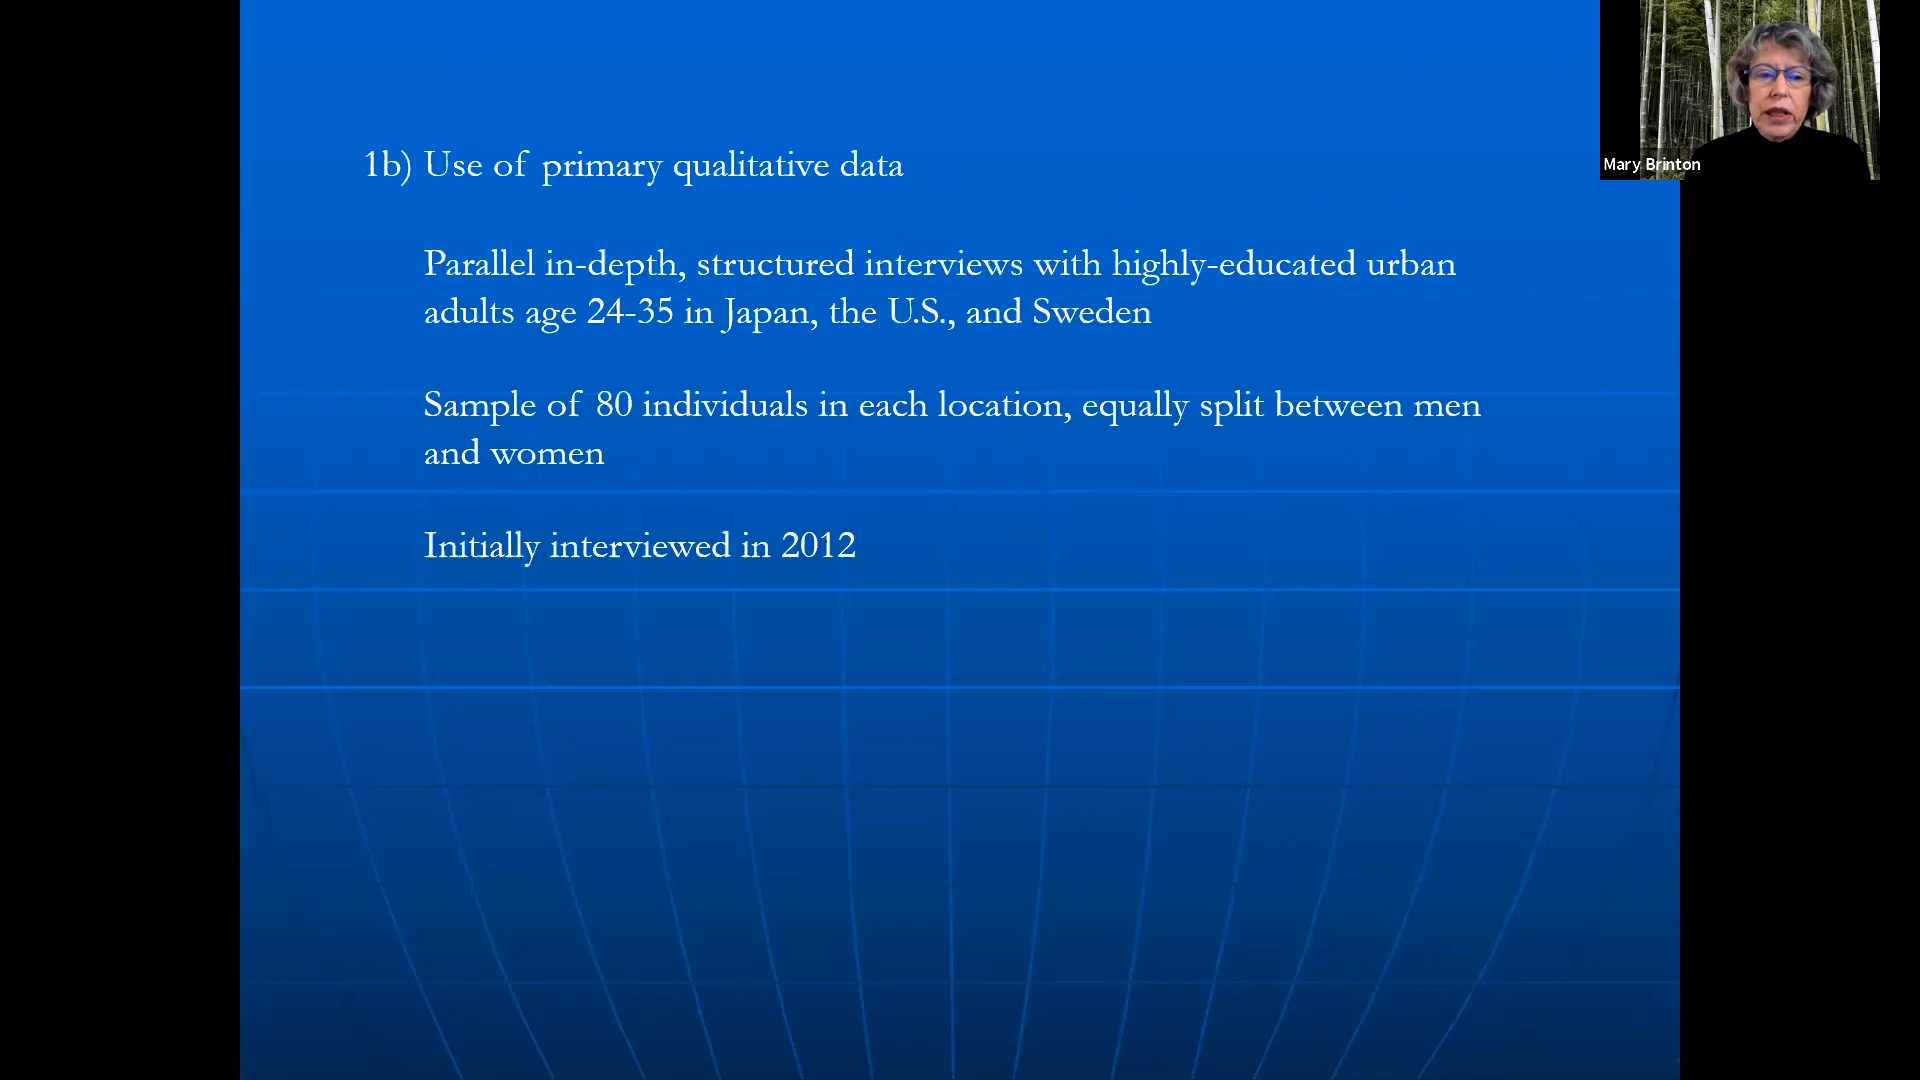 1b) Use of primary qualitative data
Parallel in-depth, structured interviews with highly-educated urban
adults age 24-35 in Japan, the U.S., and Sweden
Sample of 80 individuals in each location, equally split between men
and women
Initially interviewed in 2012
Mary Brinton